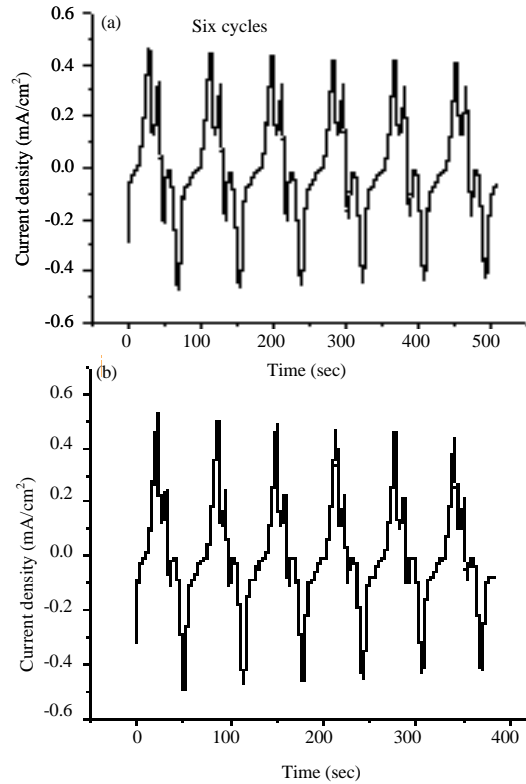 (a)
Six cycles
Current density (mA/cm²)
0.6
0.4
0.2
0.0
-0.2
-0.4
-0.6
0 100 200 300 400 500
Time (sec)
(b)
Current density (mA/cm²)
0.6
0.4
0.2
0.0
-0.2
-0.4
-0.6
0 100 200 300 400
Time (sec)